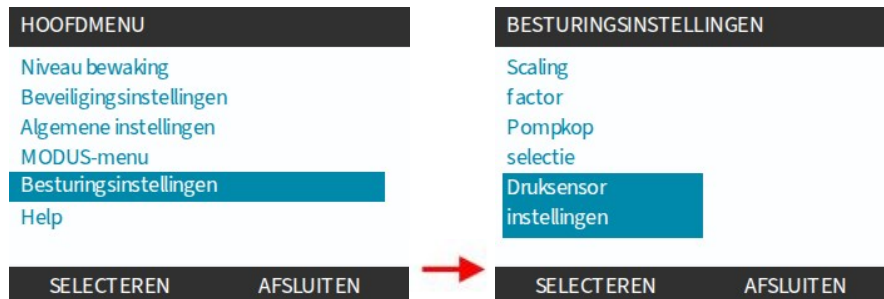 HOOFDMENU
Niveau bewaking
Beveiligingsinstellingen
Algemene instellingen
MODUS-menu
Besturingsinstellingen
Help
SELECTEREN AFSLUITEN
BESTURINGSINSTELLINGEN
Scaling
factor
Pompkop
selectie
Druksensor
instellingen
SELECTEREN AFSLUITEN